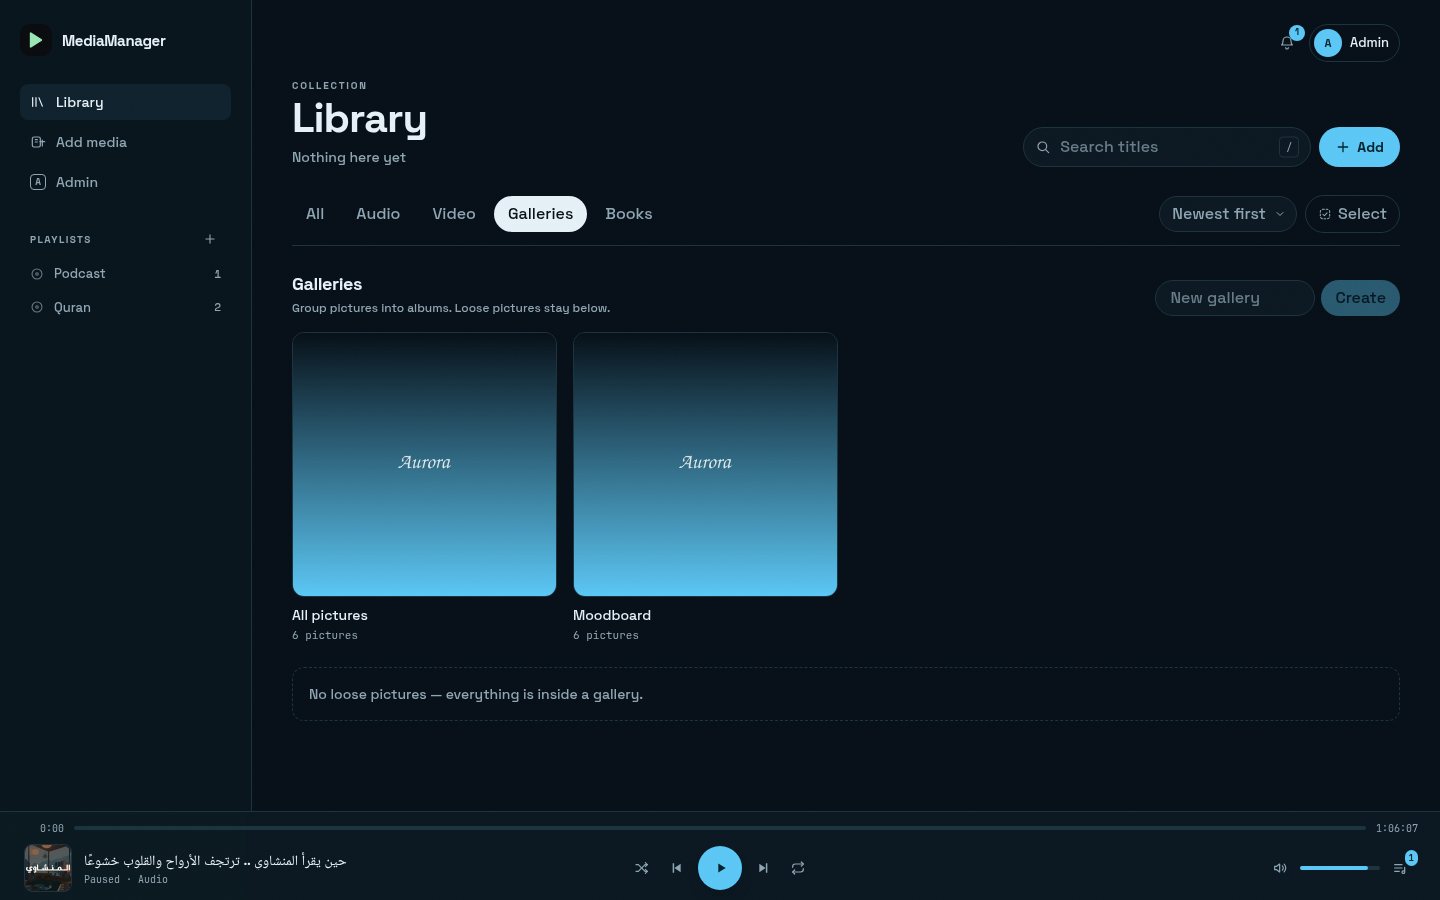 MediaManager
Library
Add media
A Admin
PLAYLISTS
Podcast 1
Quran 2
1
A Admin
COLLECTION
Library
Nothing here yet
Search titles /
Add
All Audio Video Galleries Books
Newest first Select
Galleries
Group pictures into albums. Loose pictures stay below.
New gallery Create
Aurora Aurora
All pictures Moodboard
6 pictures 6 pictures
No loose pictures — everything is inside a gallery.
0:00 1:06:07
المنشاوي
حين يقرأ المنشاوي .. ترتجف الأرواح والقلوب خشوعًا
Paused · Audio
1